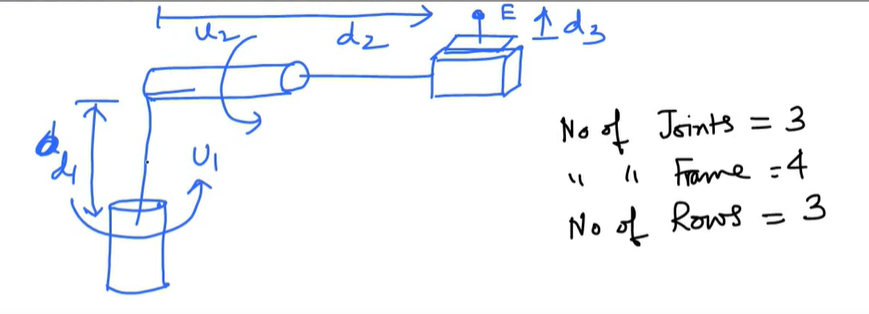 E d3
u2 d2
d1
U1
No of Joints = 3
" " Frame = 4
No of Rows = 3